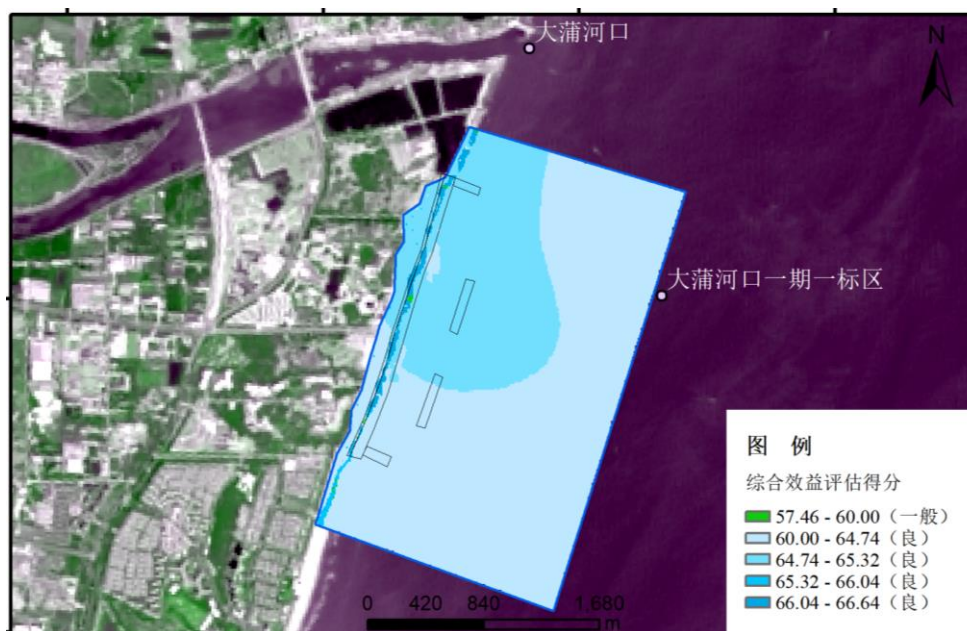 大蒲河口
N
大蒲河口一期一标区
图 例
综合效益评估得分
57.46 - 60.00（一般）
60.00 - 64.74（良）
64.74 - 65.32（良）
65.32 - 66.04（良）
66.04 - 66.64（良）
0 420 840 1,680
m